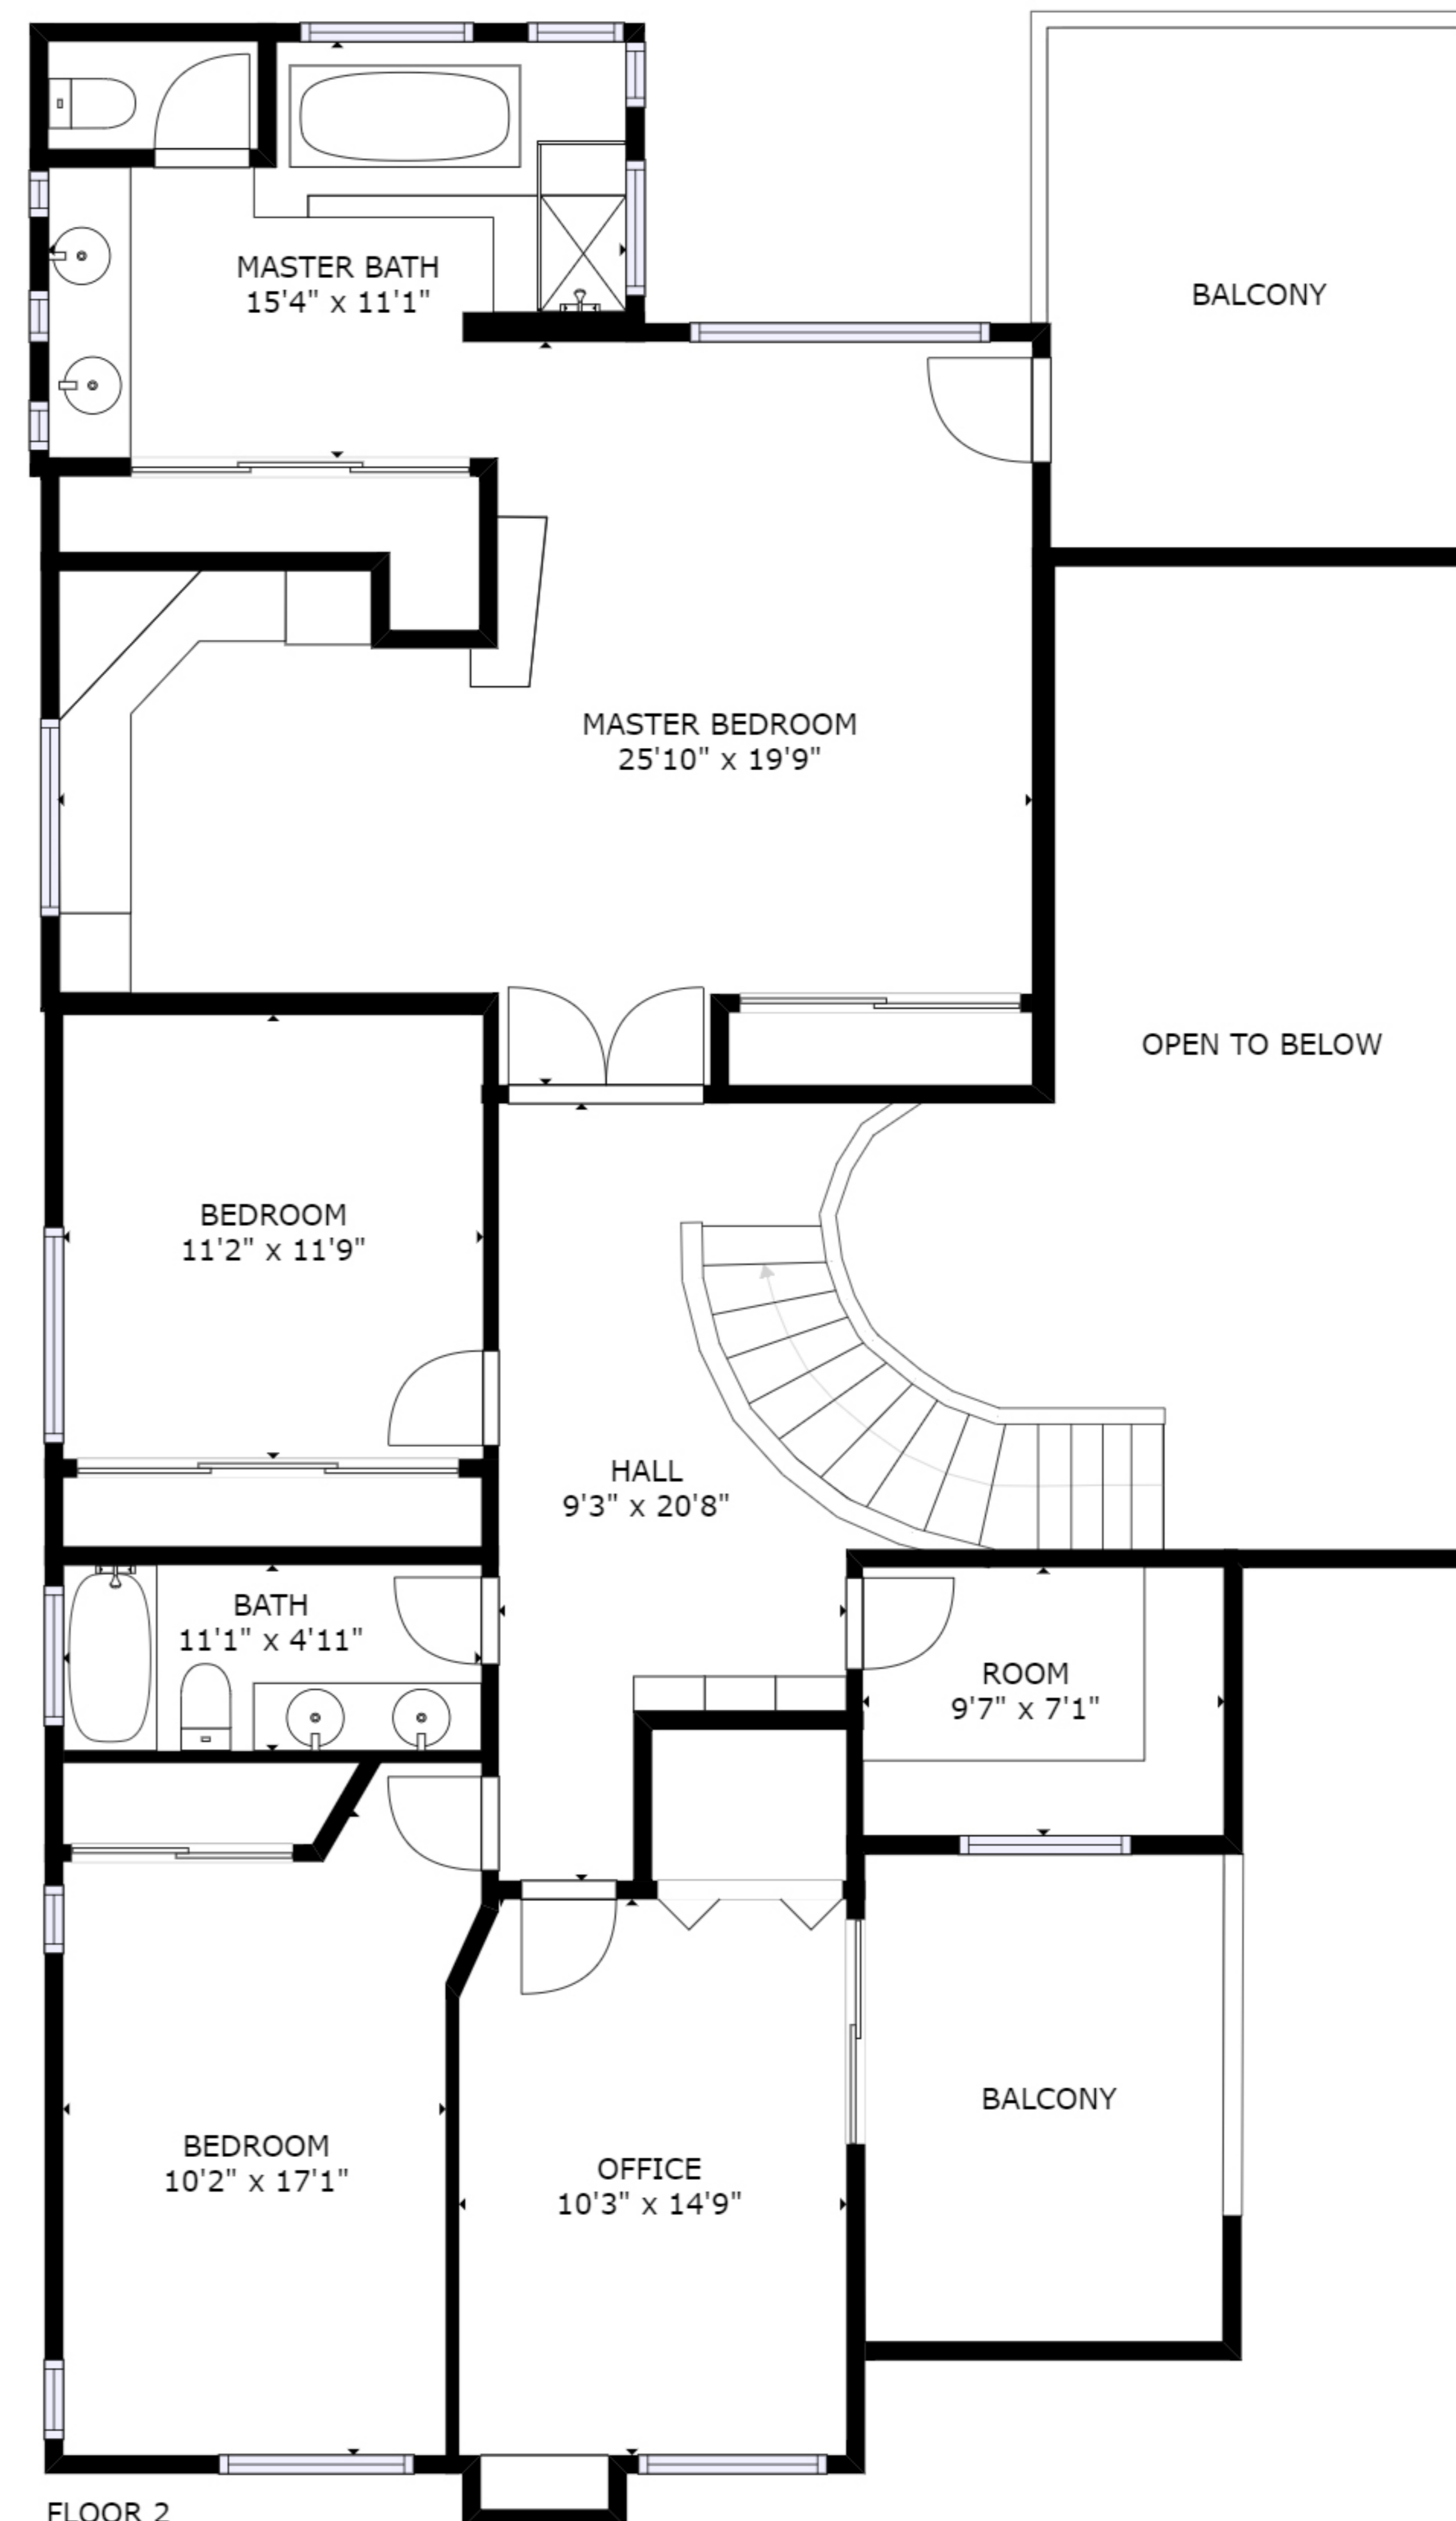 MASTER BATH
15'4" x 11'1"
BALCONY
MASTER BEDROOM
25'10" x 19'9"
OPEN TO BELOW
BEDROOM
11'2" x 11'9"
HALL
9'3" x 20'8"
BATH
11'1" x 4'11"
ROOM
9'7" x 7'1"
BALCONY
BEDROOM
10'2" x 17'1"
OFFICE
10'3" x 14'9"
FLOOR 2